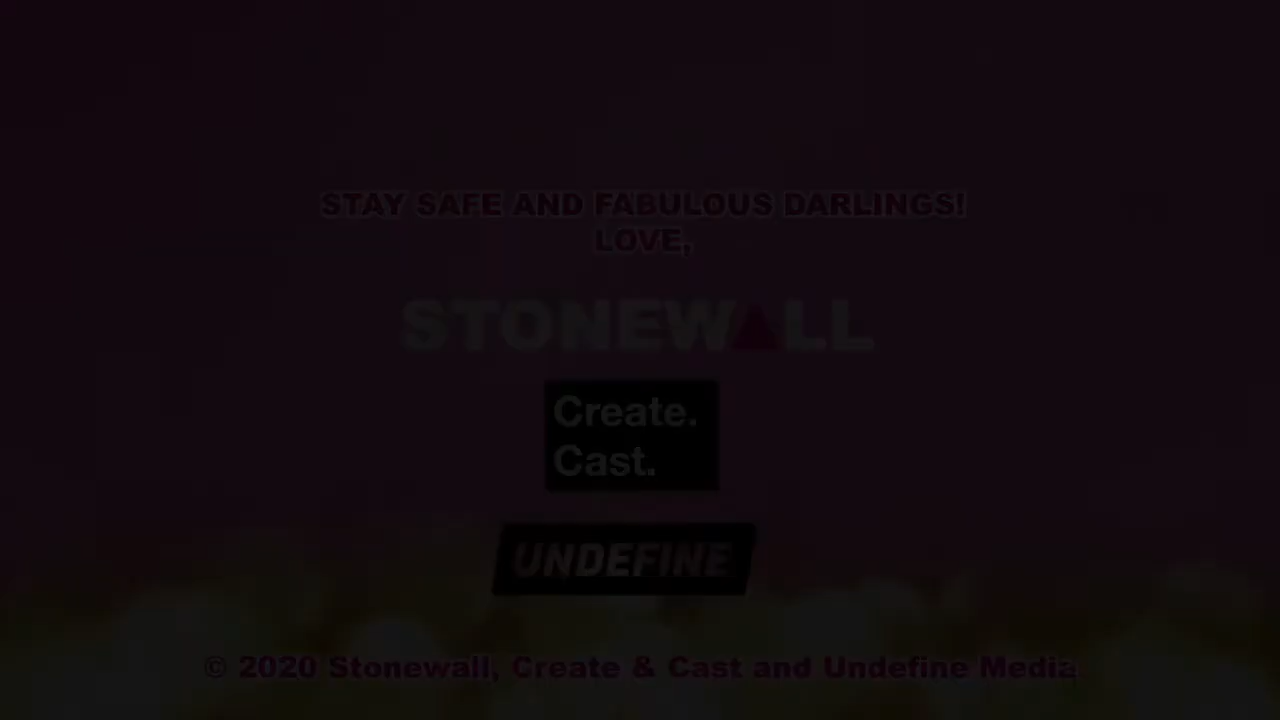 STAY SAFE AND FABULOUS DARLINGS!
LOVE,
STONEWALL
Create.
Cast.
UNDEFINE
© 2020 Stonewall, Create & Cast and Undefine Media